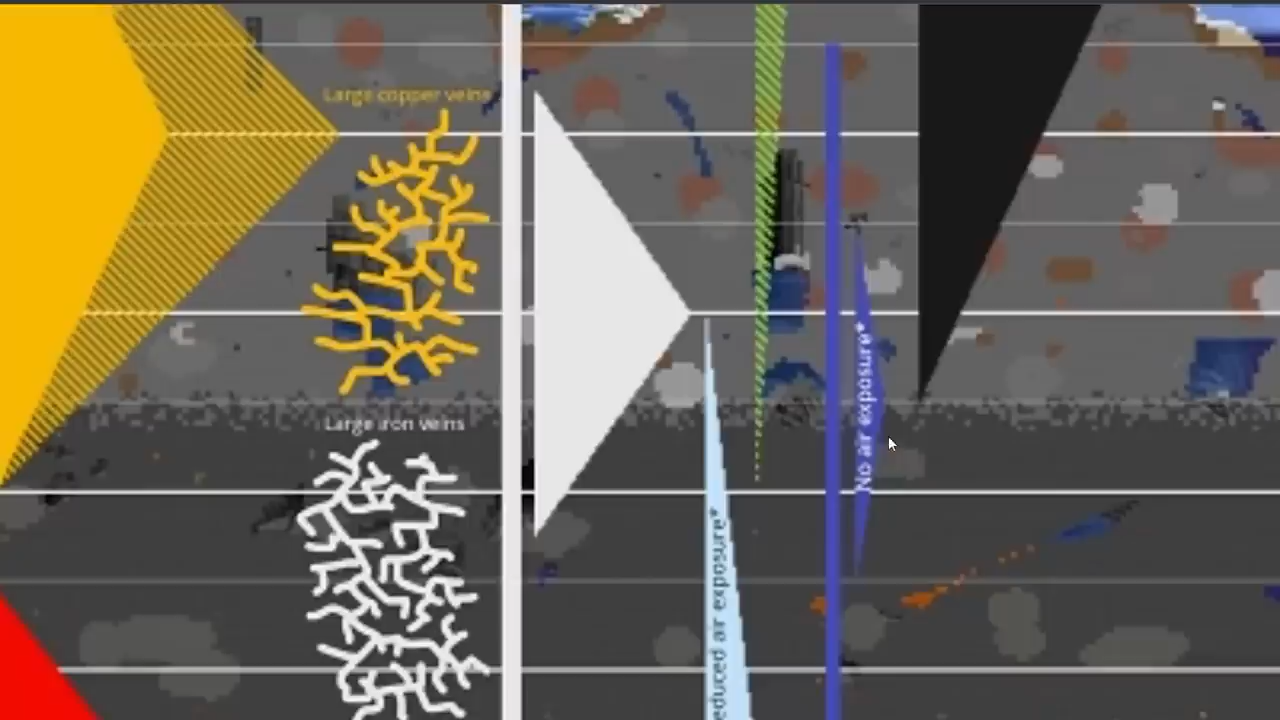 Large copper veins
Large iron veins
No air exposure*
educed air exposure*